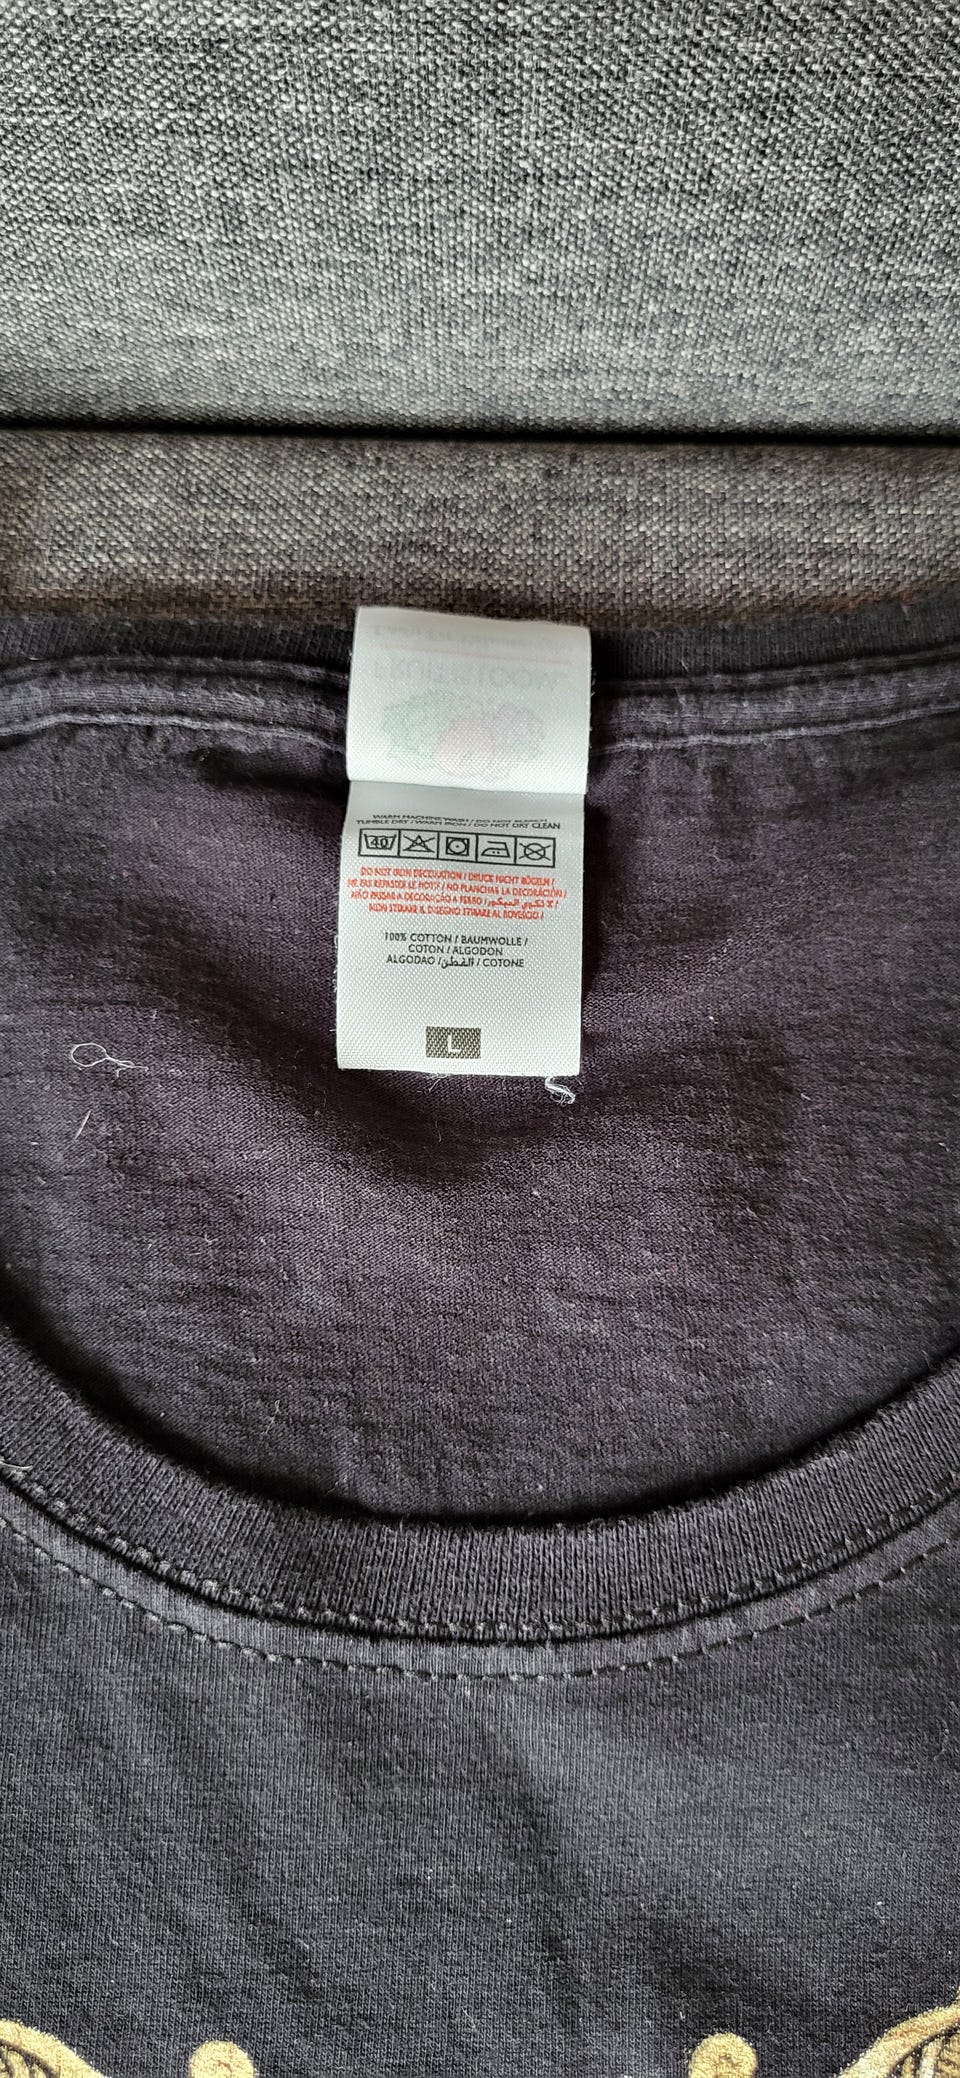 WARM MACHINE WASH / DO NOT BLEACH
TUMBLE DRY / WARM IRON / DO NOT DRY CLEAN
40
DO NOT IRON DECORATION / DRUCK NICHT BÜGELN /
NE PAS REPASSER LE MOTIF / NO PLANCHAR LA DECORACIÓN /
NÃO PASSAR A DECORAÇÃO A FERRO / لا تكوي الديكور /
NON STIRARE IL DISEGNO STIRARE AL ROVESCIO /
100% COTTON / BAUMWOLLE /
COTON / ALGODON
ALGODAO / القطن / COTONE
L